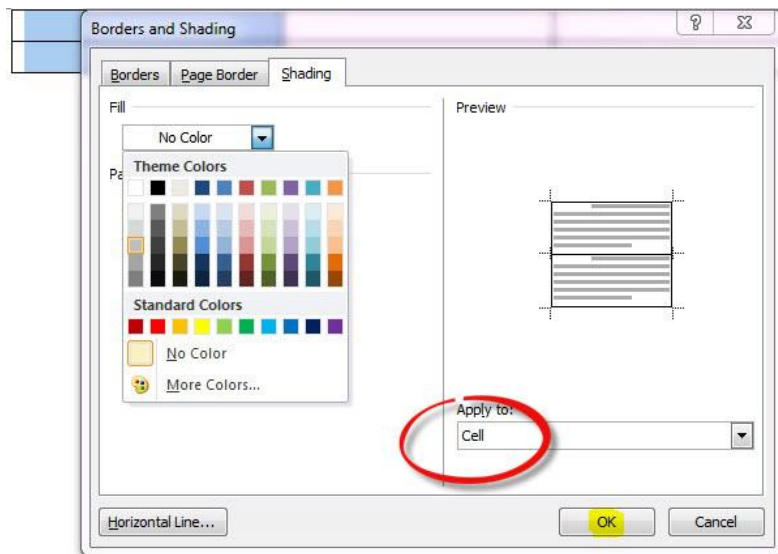 Borders and Shading
?
Borders Page Border Shading
Fill
No Color
Pa
Theme Colors
Standard Colors
No Color
More Colors...
Preview
Apply to:
Cell
Horizontal Line...
OK
Cancel